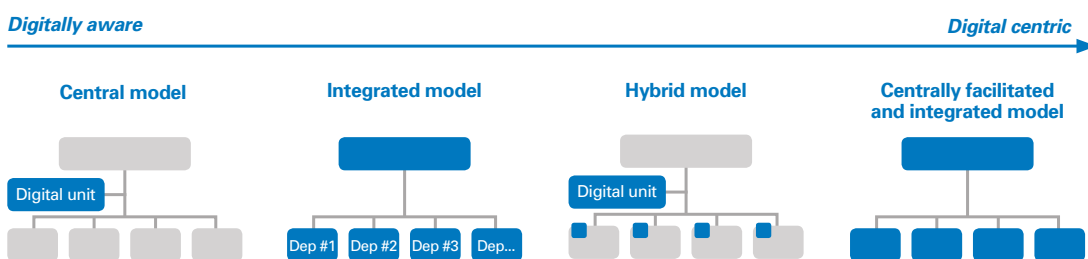 Digitally aware
Digital centric
Central model
Integrated model
Hybrid model
Centrally facilitated
and integrated model
Digital unit
Dep #1
Dep #2
Dep #3
Dep...
Digital unit